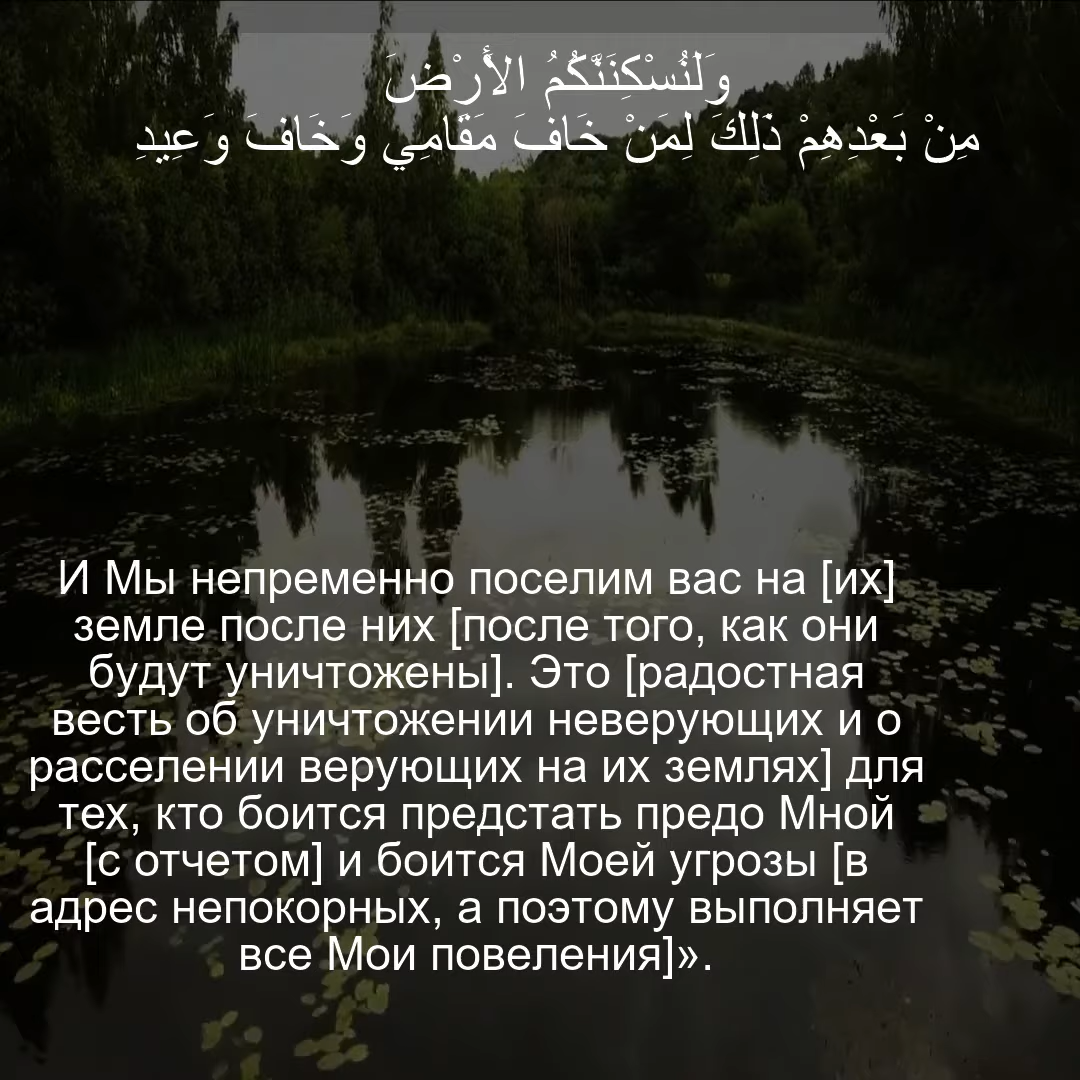 وَلَنُسْكِنَنَّكُمُ الأَرْضَ
مِنْ بَعْدِهِمْ ذَلِكَ لِمَنْ خَافَ مَقَامِي وَخَافَ وَعِيدِ
И Мы непременно поселим вас на [их]
земле после них [после того, как они
будут уничтожены]. Это [радостная
весть об уничтожении неверующих и о
расселении верующих на их землях] для
тех, кто боится предстать предо Мной
[с отчетом] и боится Моей угрозы [в
адрес непокорных, а поэтому выполняет
все Мои повеления]».